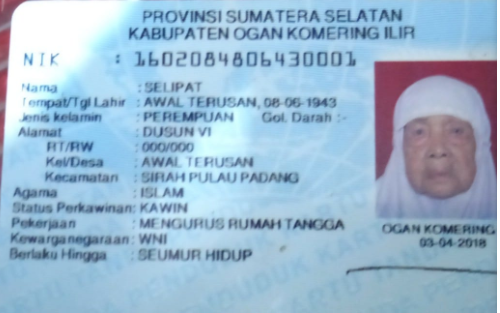 PROVINSI SUMATERA SELATAN
KABUPATEN OGAN KOMERING ILIR
NIK : 1602084806430001
Nama : SELIPAT
Tempat/Tgl Lahir : AWAL TERUSAN, 08-06-1943
Jenis kelamin : PEREMPUAN Gol. Darah :-
Alamat : DUSUN VI
RT/RW : 000/000
Kel/Desa : AWAL TERUSAN
Kecamatan : SIRAH PULAU PADANG
Agama : ISLAM
Status Perkawinan: KAWIN
Pekerjaan : MENGURUS RUMAH TANGGA
Kewarganegaraan: WNI
Berlaku Hingga : SEUMUR HIDUP
OGAN KOMERING
03-04-2018